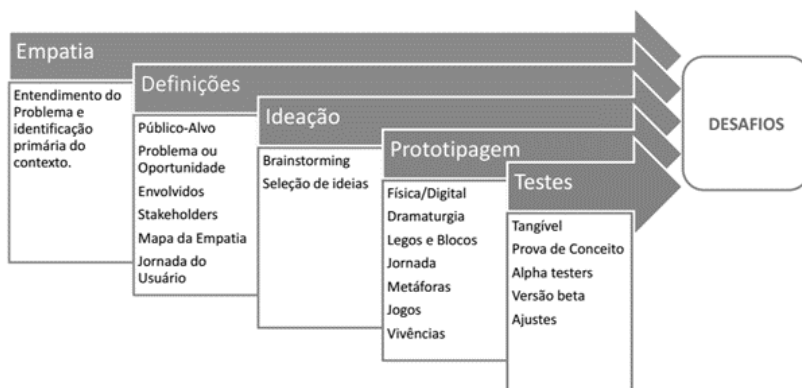 Empatia
Entendimento do
Problema e
identificação
primária do
contexto.
Definições
Público-Alvo
Problema ou
Oportunidade
Envolvidos
Stakeholders
Mapa da Empatia
Jornada do
Usuário
Ideação
Brainstorming
Seleção de ideias
Prototipagem
Física/Digital
Dramaturgia
Legos e Blocos
Jornada
Metáforas
Jogos
Vivências
Testes
Tangível
Prova de Conceito
Alpha testers
Versão beta
Ajustes
DESAFIOS